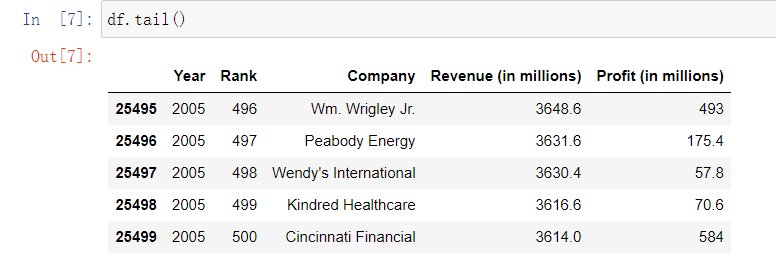 In [7]: df.tail()
Out[7]:
Year Rank Company Revenue (in millions) Profit (in millions)
25495 2005 496 Wm. Wrigley Jr. 3648.6 493
25496 2005 497 Peabody Energy 3631.6 175.4
25497 2005 498 Wendy's International 3630.4 57.8
25498 2005 499 Kindred Healthcare 3616.6 70.6
25499 2005 500 Cincinnati Financial 3614.0 584